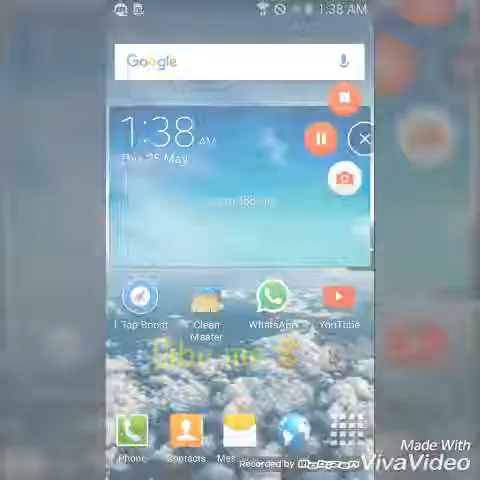 1:38 AM
Google
1:38 AM
Thu 25 May
1 Tap Boost
Clean Master
WhatsApp
YouTube
Phone
Contacts
Recorded by
Made With
VivaVideo